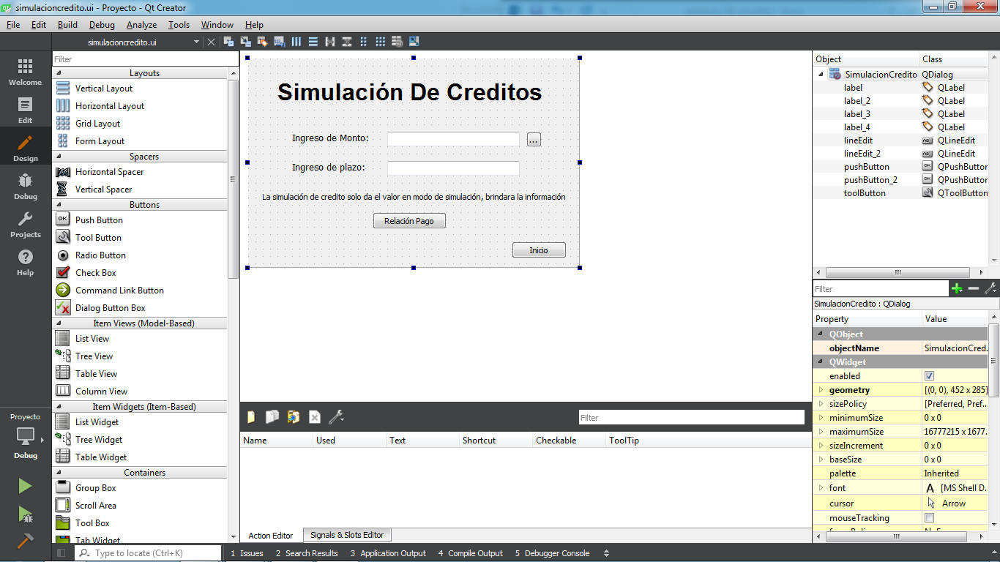 simulacioncredito.ui - Proyecto - Qt Creator
File Edit Build Debug Analyze Tools Window Help
simulacioncredito.ui
Welcome
Edit
Design
Debug
Projects
Help
Proyecto
Debug
Filter
Layouts
Vertical Layout
Horizontal Layout
Grid Layout
Form Layout
Spacers
Horizontal Spacer
Vertical Spacer
Buttons
Push Button
Tool Button
Radio Button
Check Box
Command Link Button
Dialog Button Box
Item Views (Model-Based)
List View
Tree View
Table View
Column View
Item Widgets (Item-Based)
List Widget
Tree Widget
Table Widget
Containers
Group Box
Scroll Area
Tool Box
Tab Widget
Simulación De Creditos
Ingreso de Monto:
...
Ingreso de plazo:
La simulación de credito solo da el valor en modo de simulación, brindara la información
Relación Pago
Inicio
Filter
Name Used Text Shortcut Checkable ToolTip
Action Editor Signals & Slots Editor
Object Class
SimulacionCredito QDialog
label QLabel
label_2 QLabel
label_3 QLabel
label_4 QLabel
lineEdit QLineEdit
lineEdit_2 QLineEdit
pushButton QPushButton
pushButton_2 QPushButton
toolButton QToolButton
Filter
SimulacionCredito : QDialog
Property Value
QObject
objectName SimulacionCred...
QWidget
enabled
geometry [(0, 0), 452 x 285]
sizePolicy [Preferred, Pref...
minimumSize 0 x 0
maximumSize 16777215 x 1677...
sizeIncrement 0 x 0
baseSize 0 x 0
palette Inherited
font A [MS Shell D...
cursor Arrow
mouseTracking
Type to locate (Ctrl+K) 1 Issues 2 Search Results 3 Application Output 4 Compile Output 5 Debugger Console